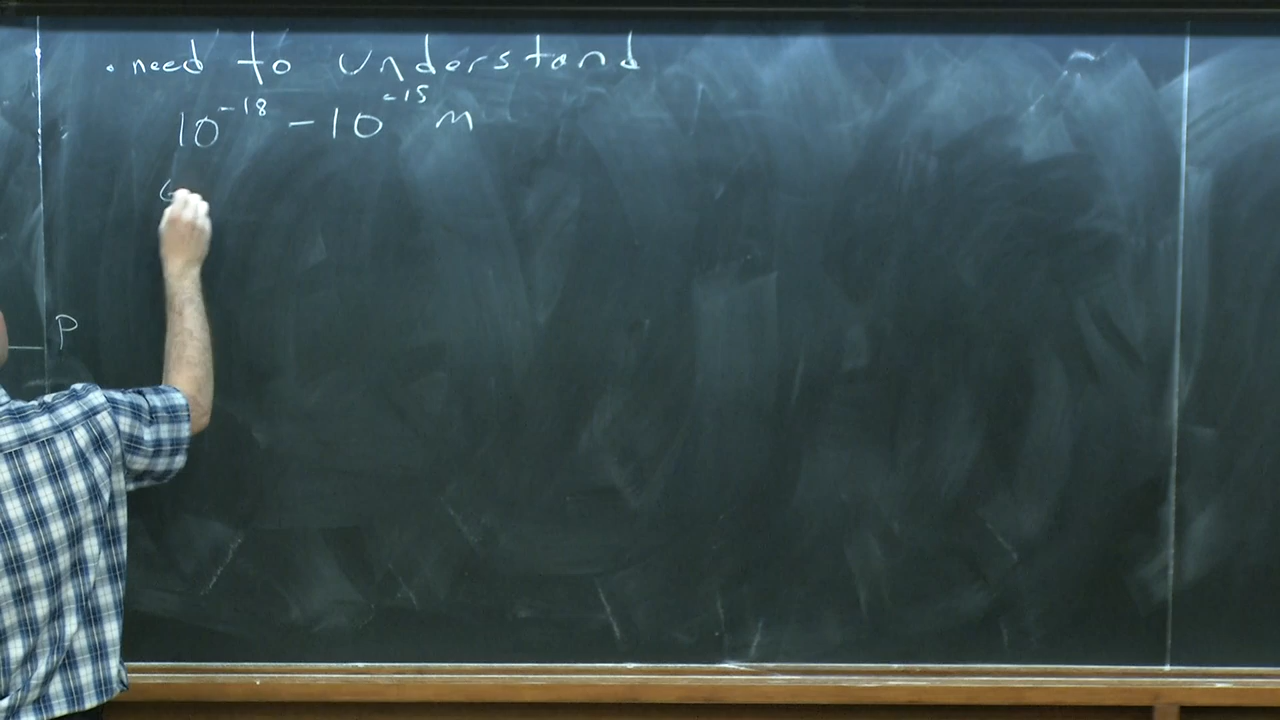 . need to understand
10⁻¹⁸ - 10⁻¹⁵ m
P